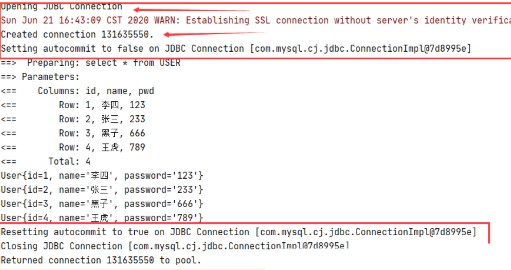 Opening JDBC Connection
Sun Jun 21 16:43:09 CST 2020 WARN: Establishing SSL connection without server's identity verifica
Created connection 131635550.
Setting autocommit to false on JDBC Connection [com.mysql.cj.jdbc.ConnectionImpl@7d8995e]
==>  Preparing: select * from USER
==> Parameters:
<==    Columns: id, name, pwd
<==        Row: 1, 李四, 123
<==        Row: 2, 张三, 233
<==        Row: 3, 黑子, 666
<==        Row: 4, 王虎, 789
<==      Total: 4
User{id=1, name='李四', password='123'}
User{id=2, name='张三', password='233'}
User{id=3, name='黑子', password='666'}
User{id=4, name='王虎', password='789'}
Resetting autocommit to true on JDBC Connection [com.mysql.cj.jdbc.ConnectionImpl@7d8995e]
Closing JDBC Connection [com.mysql.cj.jdbc.ConnectionImpl@7d8995e]
Returned connection 131635550 to pool.